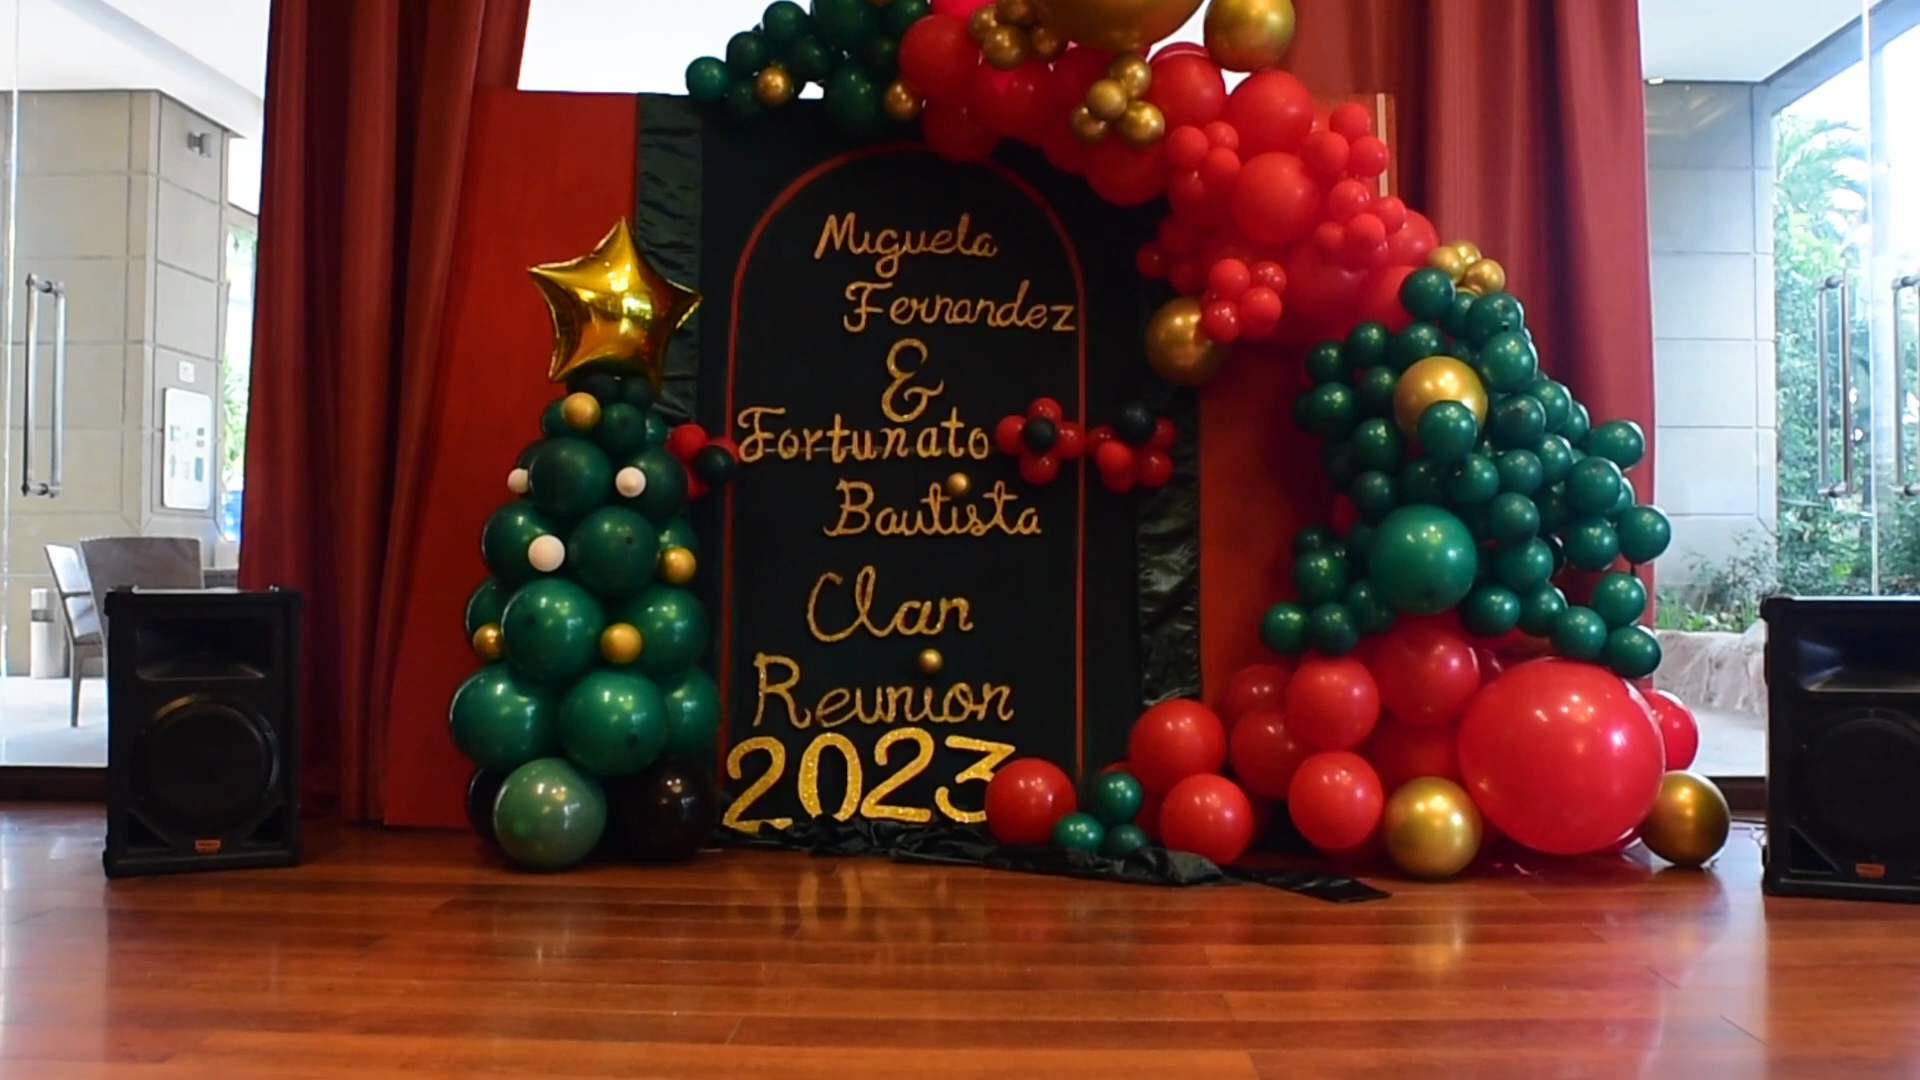 Miguela
Fernandez
&
Fortunato
Bautista
Clan
Reunion
2023